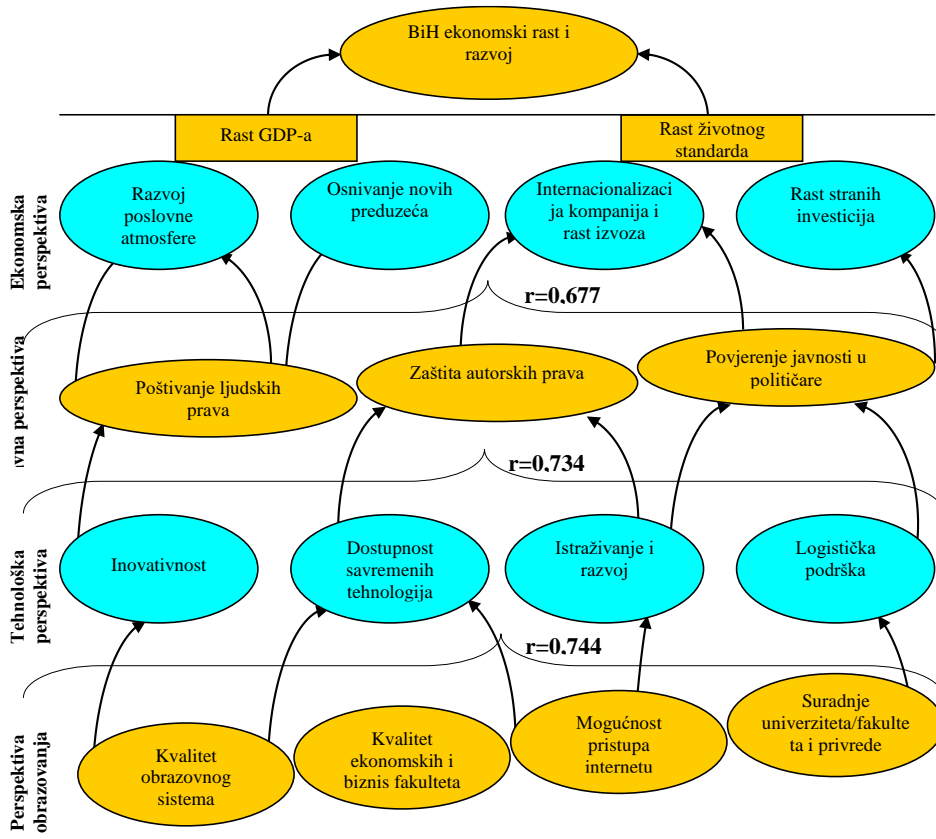 BiH ekonomski rast i
razvoj
Rast GDP-a
Rast životnog
standarda
Ekonomska
perspektiva
Razvoj
poslovne
atmosfere
Osnivanje novih
preduzeća
Internacionalizaci
ja kompanija i
rast izvoza
Rast stranih
investicija
r=0,677
perspektiva
Poštivanje ljudskih
prava
Zaštita autorskih prava
Povjerenje javnosti u
političare
r=0,734
Tehnološka
perspektiva
Inovativnost
Dostupnost
savremenih
tehnologija
Istraživanje i
razvoj
Logistička
podrška
r=0,744
Perspektiva
obrazovanja
Kvalitet
obrazovnog
sistema
Kvalitet
ekonomskih i
biznis fakulteta
Mogućnost
pristupa
internetu
Suradnje
univerziteta/fakulte
ta i privrede